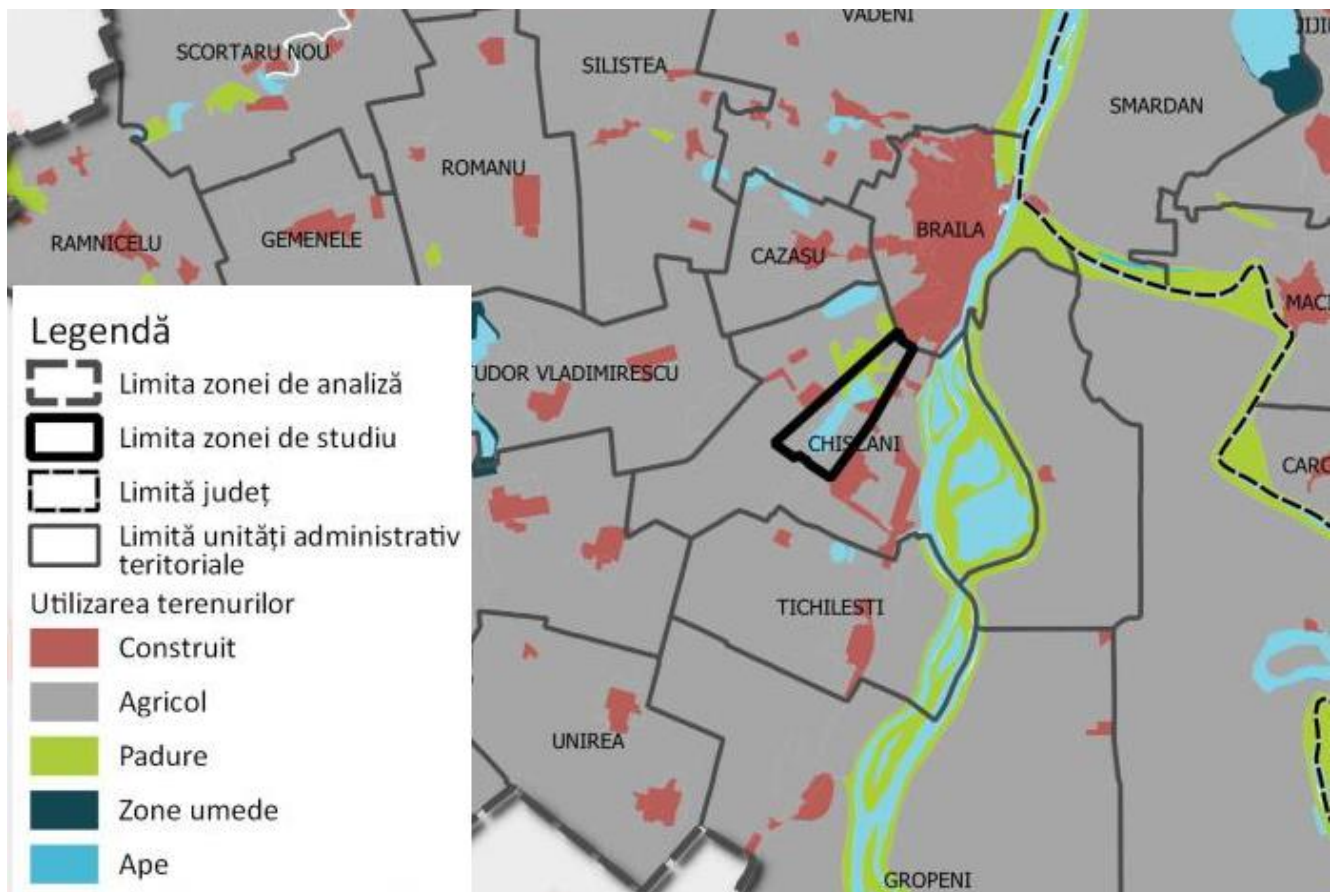 VADENI
SCORTARU NOU
SILISTEA
SMARDAN
ROMANU
RAMNICELU
GEMENELE
CAZASU
BRAILA
TUDOR VLADIMIRESCU
CHISCANI
TICHILESTI
UNIREA
GROPENI
Legendă
Limita zonei de analiză
Limita zonei de studiu
Limită județ
Limită unități administrativ
teritoriale
Utilizarea terenurilor
Construit
Agricol
Padure
Zone umede
Ape